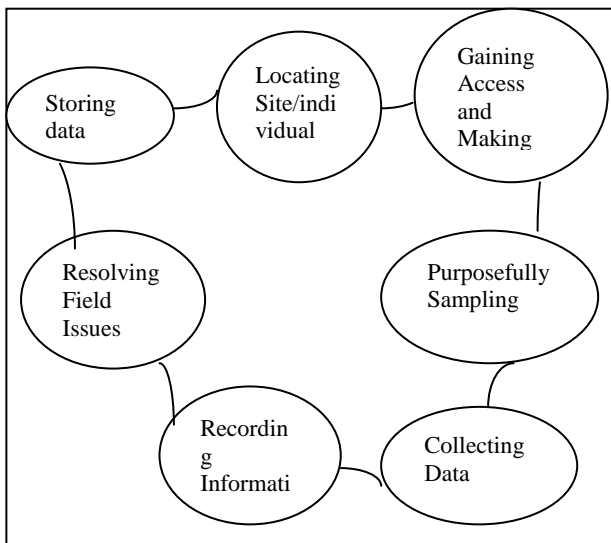 Storing
data
Locating
Site/indi
vidual
Gaining
Access
and
Making
Purposefully
Sampling
Collecting
Data
Recordin
g
Informati
Resolving
Field
Issues